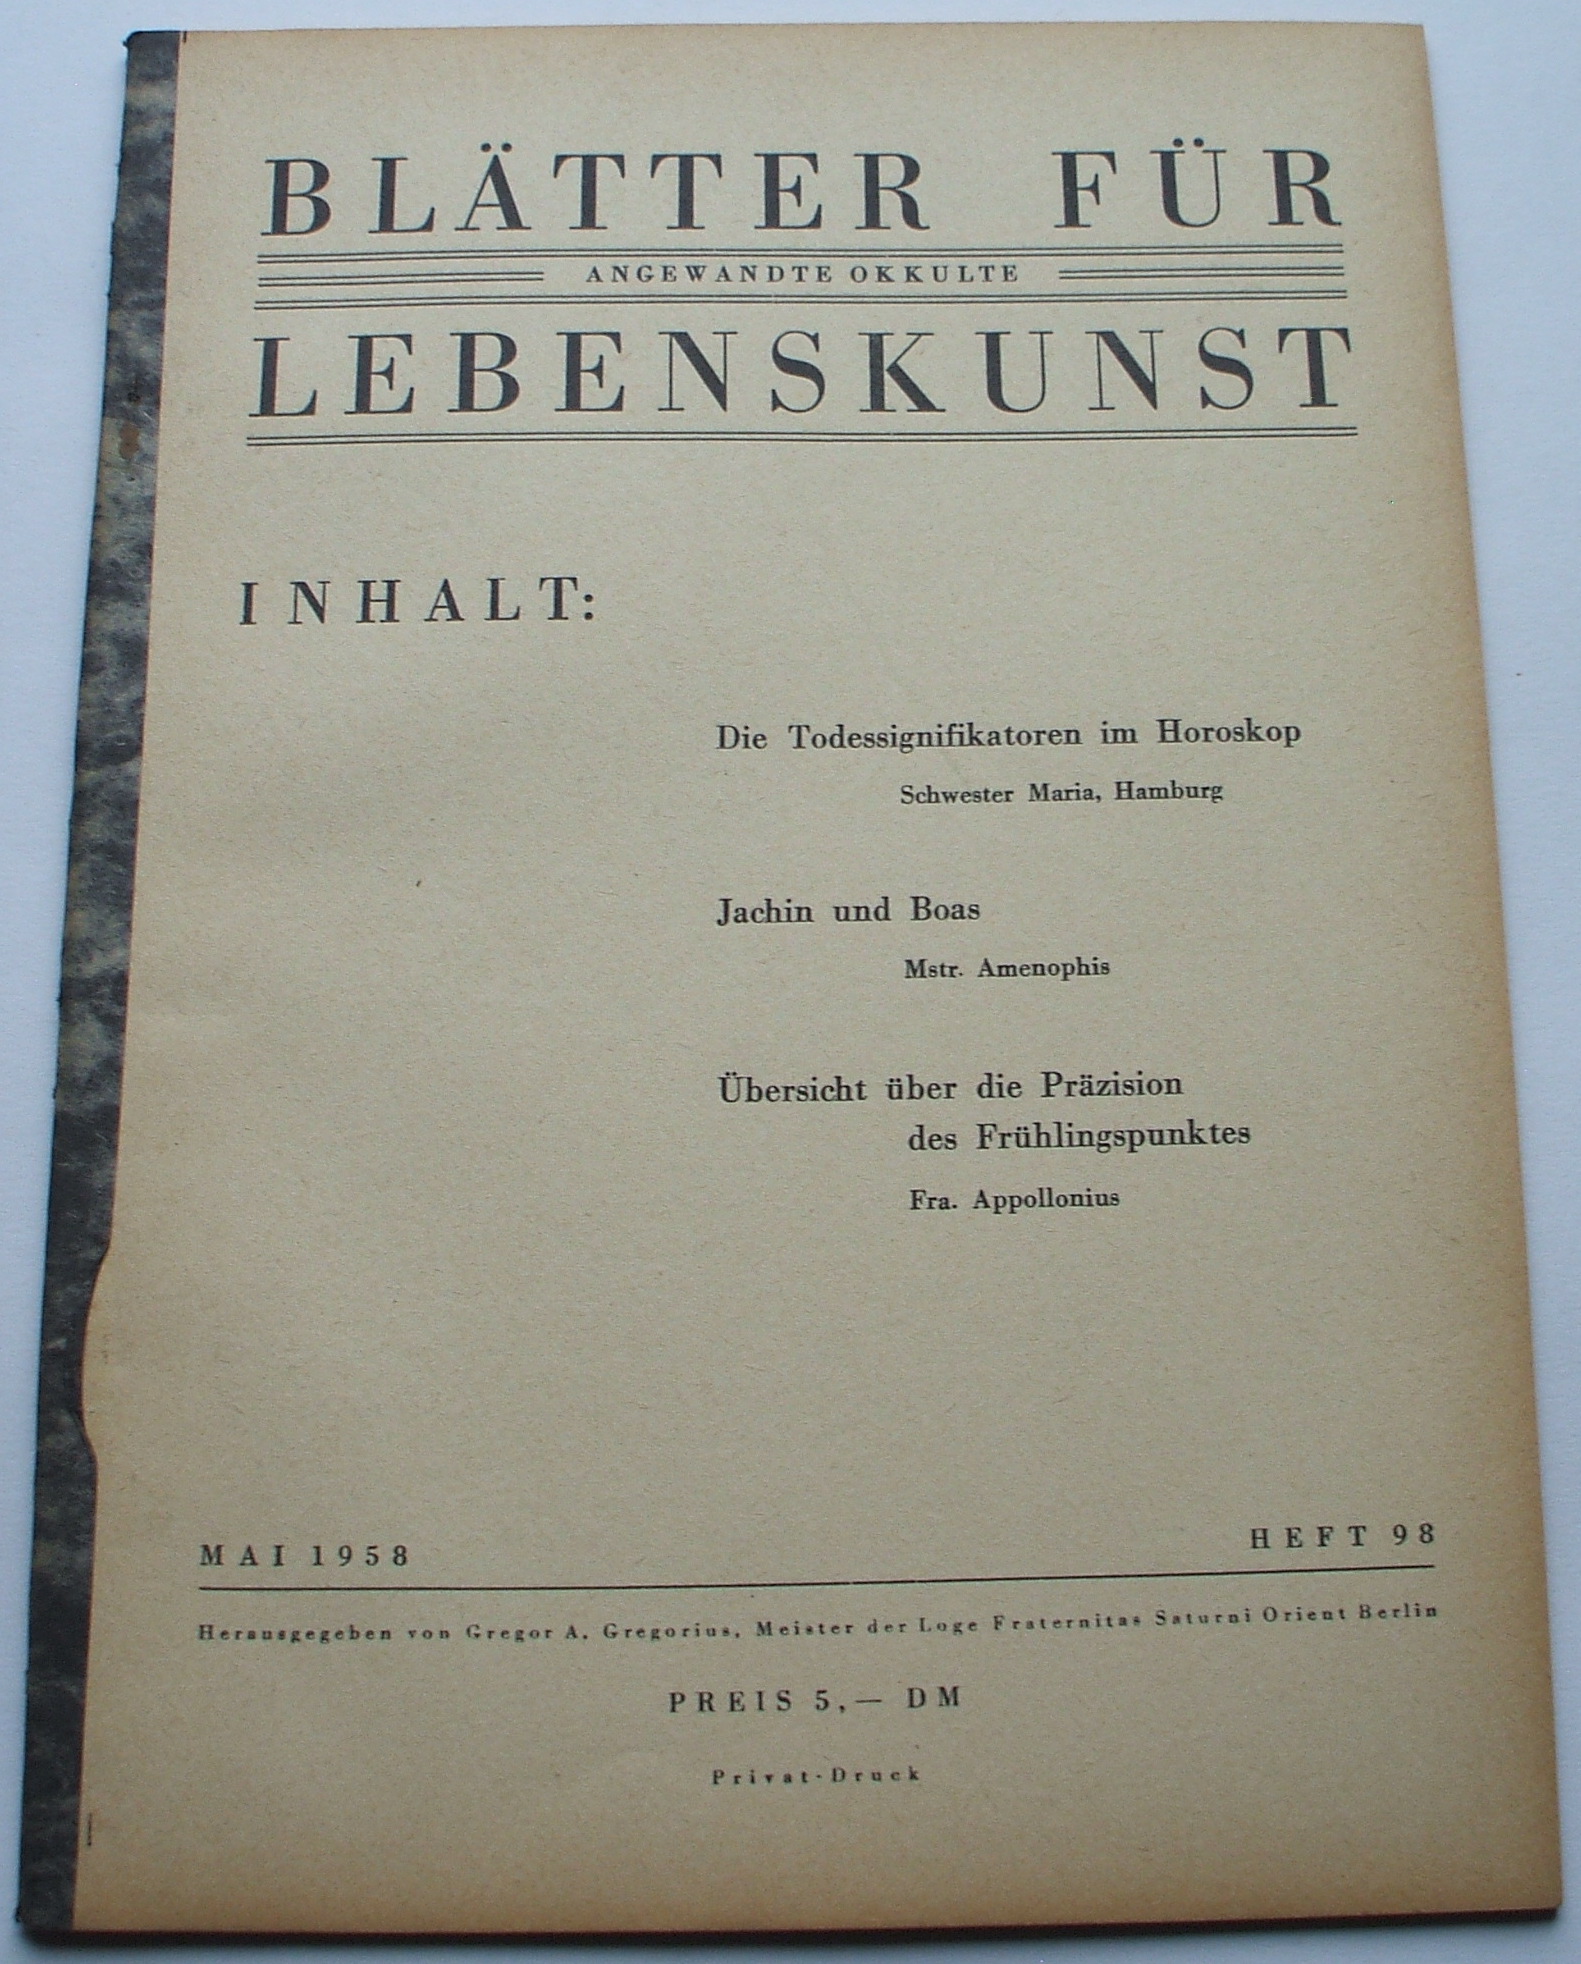 BLÄTTER FÜR
ANGEWANDTE OKKULTE
LEBENSKUNST
INHALT:
Die Todessignifikatoren im Horoskop
Schwester Maria, Hamburg
Jachin und Boas
Mstr. Amenophis
Übersicht über die Präzision
des Frühlingspunktes
Fra. Appollonius
MAI 1958
HEFT 98
Herausgegeben von Gregor A. Gregorius, Meister der Loge Fraternitas Saturni Orient Berlin
PREIS 5,— DM
Privat-Druck